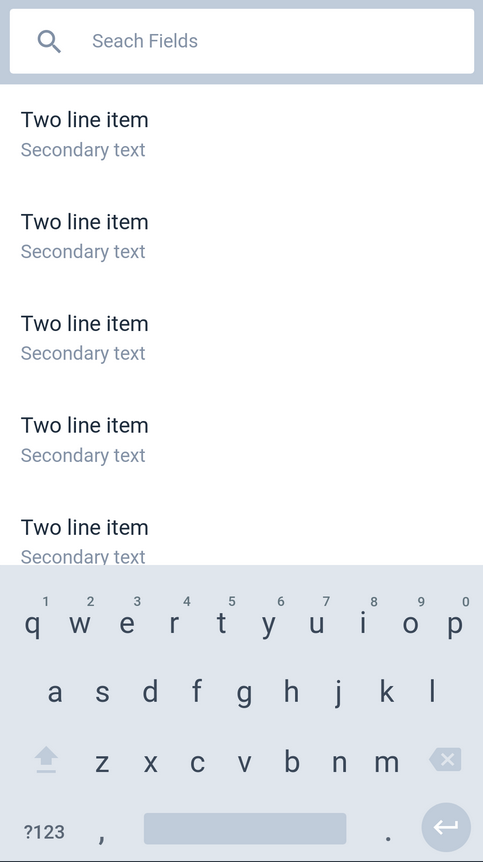 Seach Fields
Two line item
Secondary text
Two line item
Secondary text
Two line item
Secondary text
Two line item
Secondary text
Two line item
Secondary text
1 2 3 4 5 6 7 8 9 0
q w e r t y u i o p
a s d f g h j k l
z x c v b n m
?123 , .